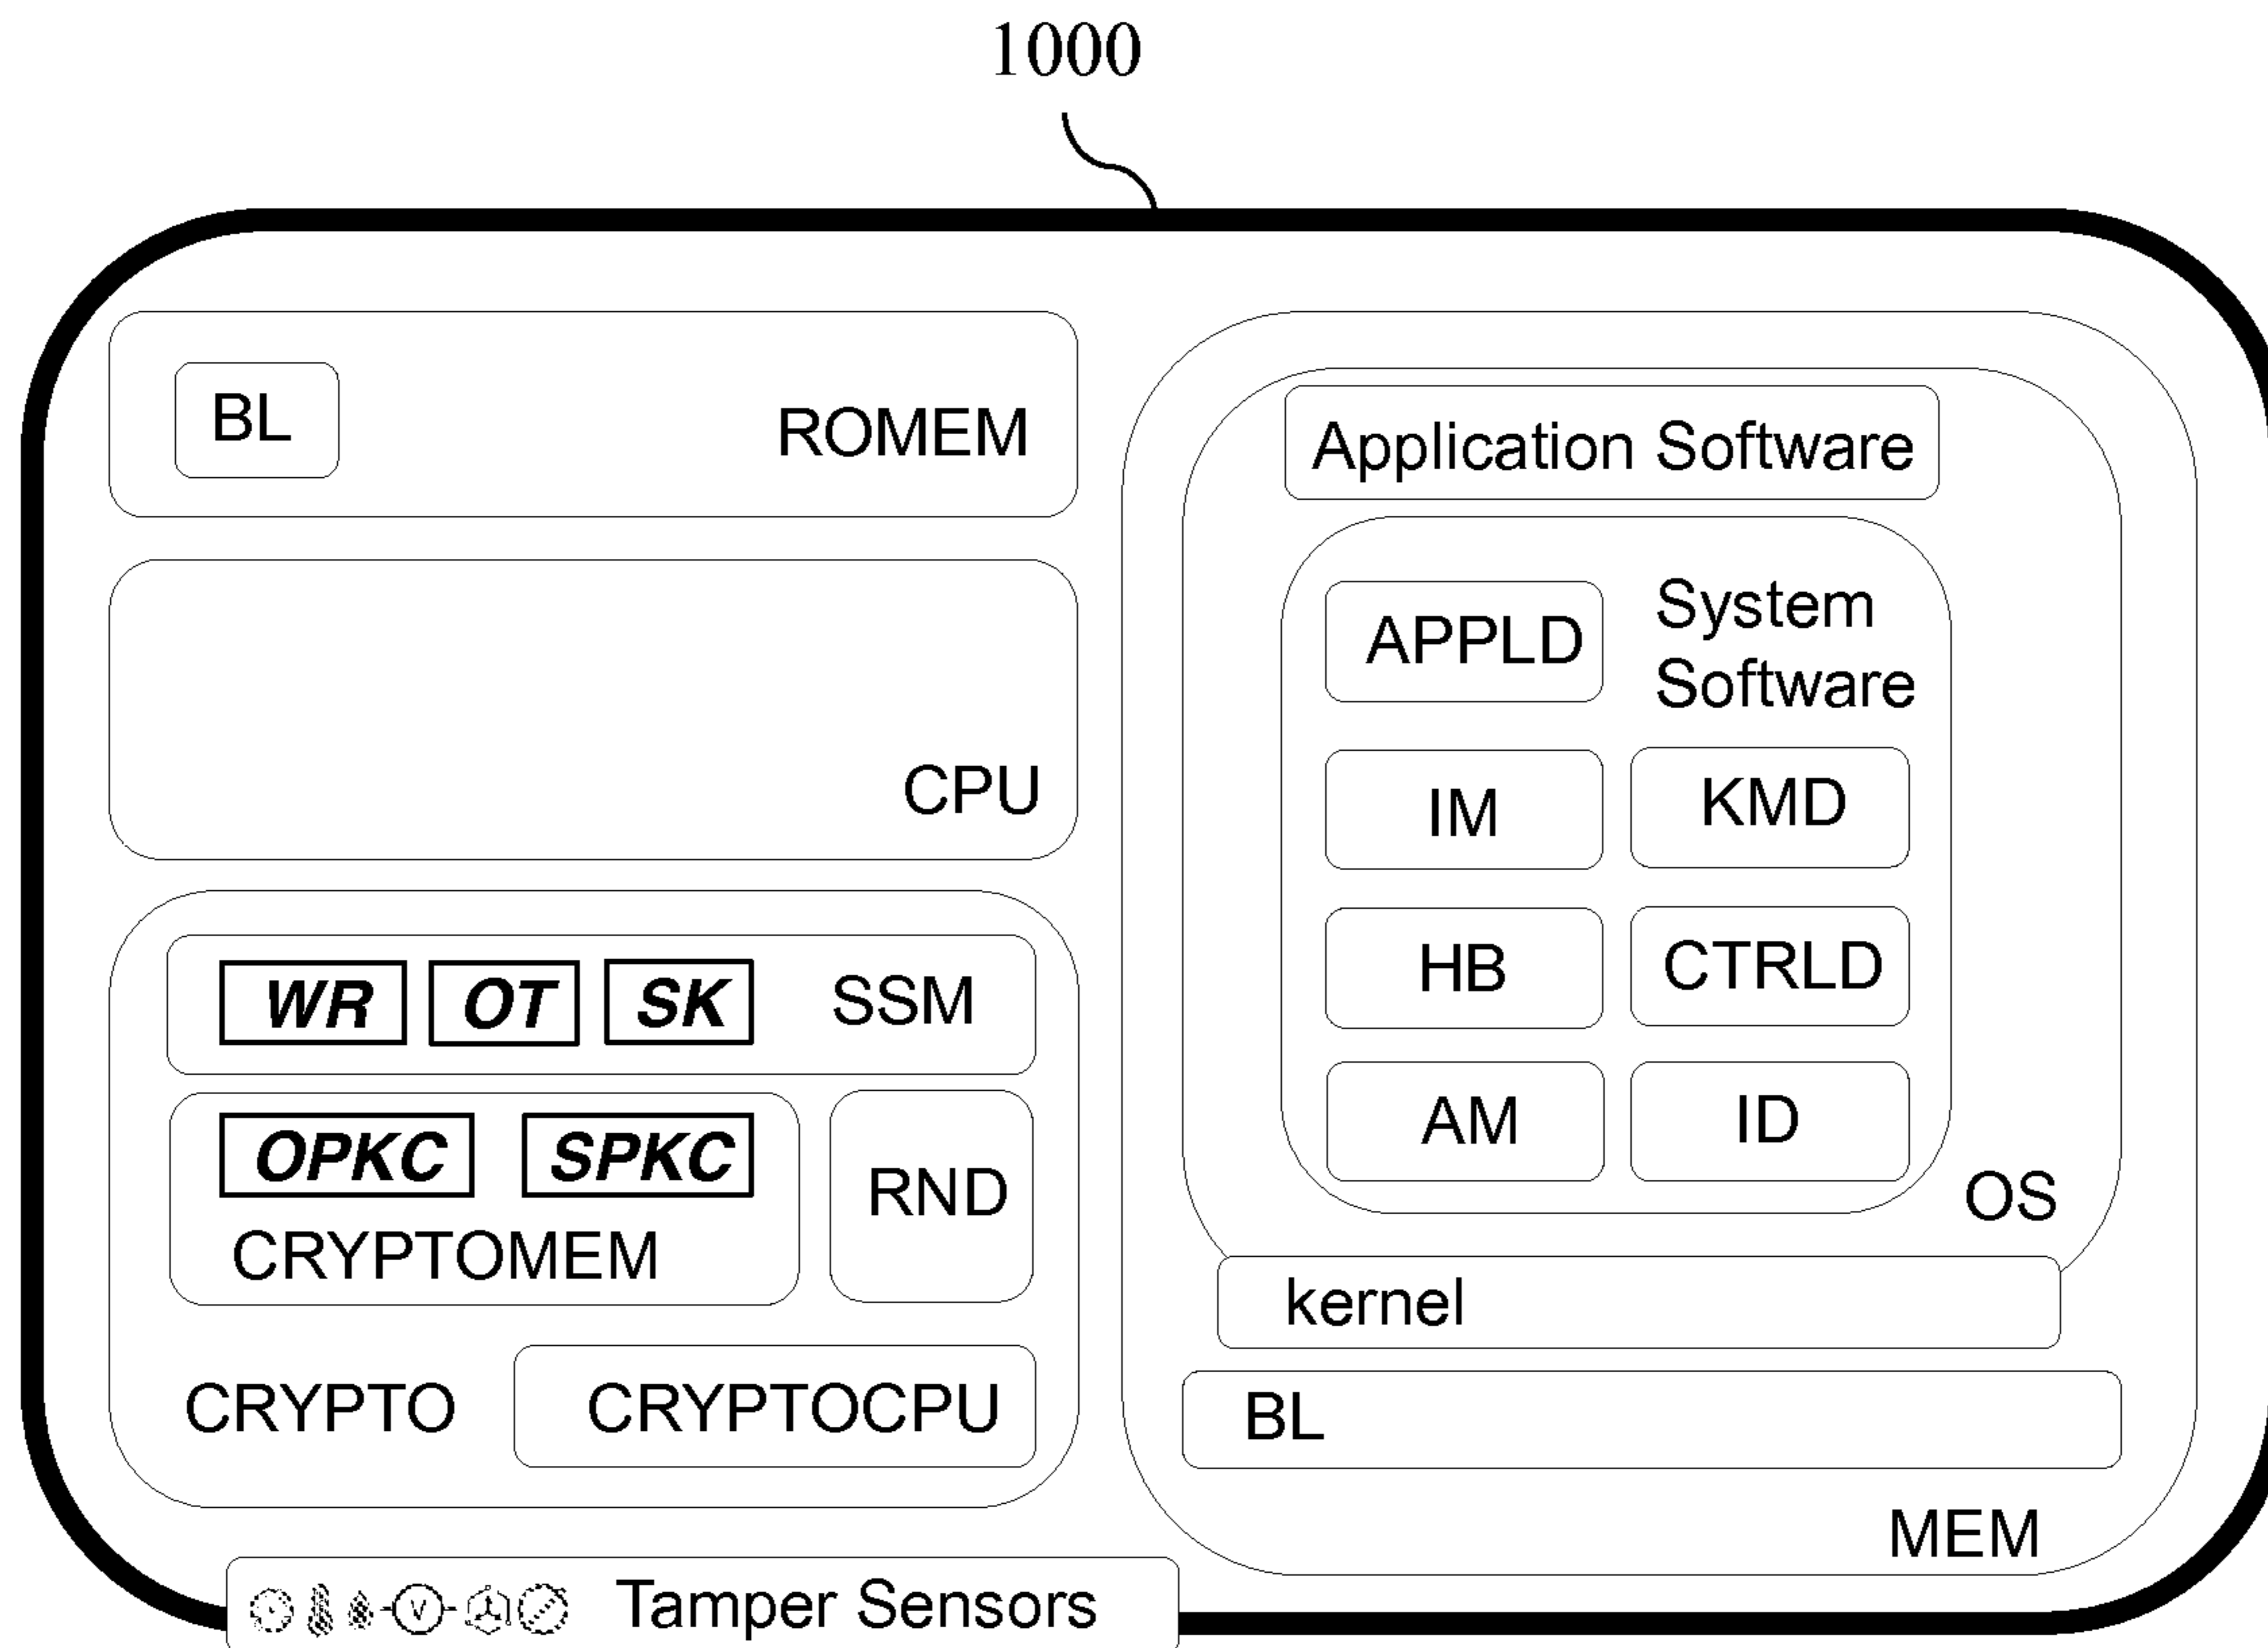 1000
BL
ROMEM
CPU
WR OT SK SSM
OPKC SPKC
CRYPTOMEM
RND
CRYPTO
CRYPTOCPU
Application Software
APPLD
System
Software
IM
KMD
HB
CTRLD
AM
ID
OS
kernel
BL
MEM
V
Tamper Sensors